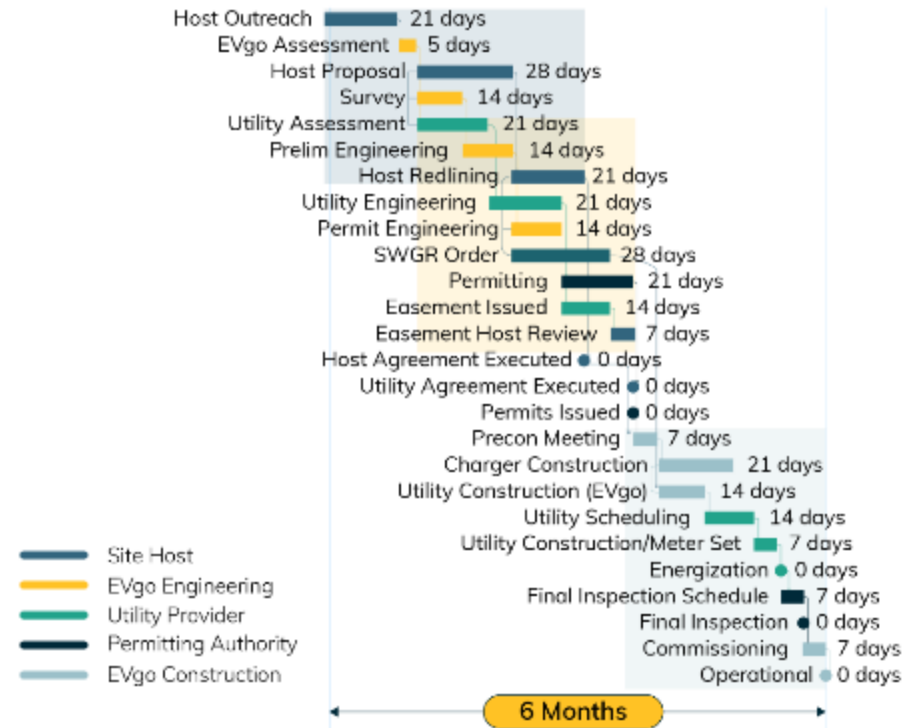 Host Outreach 21 days
EVgo Assessment 5 days
Host Proposal 28 days
Survey 14 days
Utility Assessment 21 days
Prelim Engineering 14 days
Host Redlining 21 days
Utility Engineering 21 days
Permit Engineering 14 days
SWGR Order 28 days
Permitting 21 days
Easement Issued 14 days
Easement Host Review 7 days
Host Agreement Executed 0 days
Utility Agreement Executed 0 days
Permits Issued 0 days
Precon Meeting 7 days
Charger Construction 21 days
Utility Construction (EVgo) 14 days
Utility Scheduling 14 days
Utility Construction/Meter Set 7 days
Energization 0 days
Final Inspection Schedule 7 days
Final Inspection 0 days
Commissioning 7 days
Operational 0 days
Site Host
EVgo Engineering
Utility Provider
Permitting Authority
EVgo Construction
6 Months